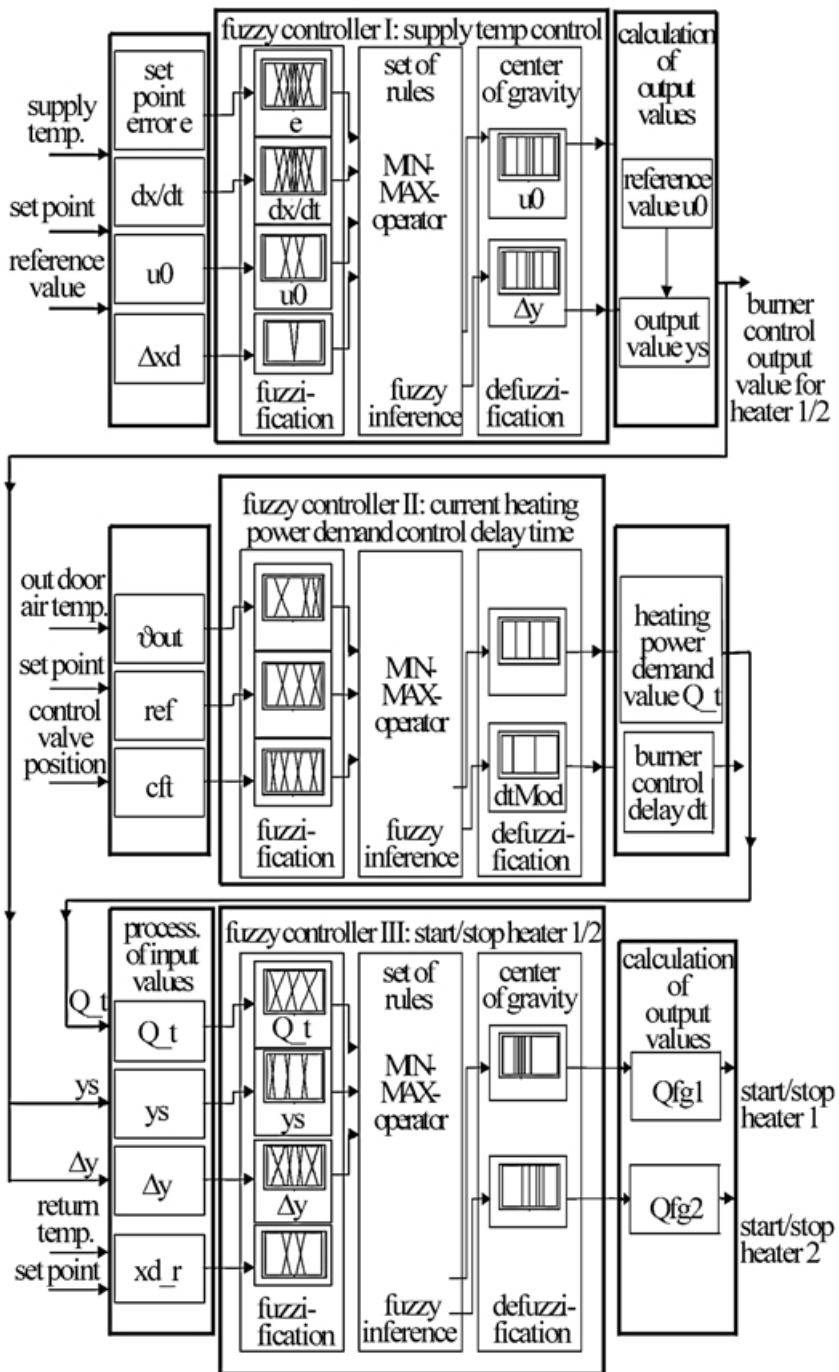 fuzzy controller I: supply temp control
supply
temp.
set point
reference
value
set
point
error e
dx/dt
u0
Δxd
e
dx/dt
u0
fuzzi-
fication
set of
rules
MIN-
MAX-
operator
fuzzy
inference
center
of gravity
u0
Δy
defuzzi-
fication
calculation
of
output
values
reference
value u0
output
value ys
burner
control
output
value for
heater 1/2
fuzzy controller II: current heating
power demand control delay time
out door
air temp.
set point
control
valve
position
ϑout
ref
cft
fuzzi-
fication
MIN-
MAX-
operator
fuzzy
inference
dtMod
defuzzi-
fication
heating
power
demand
value Q_t
burner
control
delay dt
fuzzy controller III: start/stop heater 1/2
Q_t
ys
Δy
return
temp.
set point
process.
of input
values
Q_t
ys
Δy
xd_r
Q_t
ys
Δy
fuzzi-
fication
set of
rules
MIN-
MAX-
operator
fuzzy
inference
center
of gravity
defuzzi-
fication
calculation
of
output
values
Qfg1
Qfg2
start/stop
heater 1
start/stop
heater 2